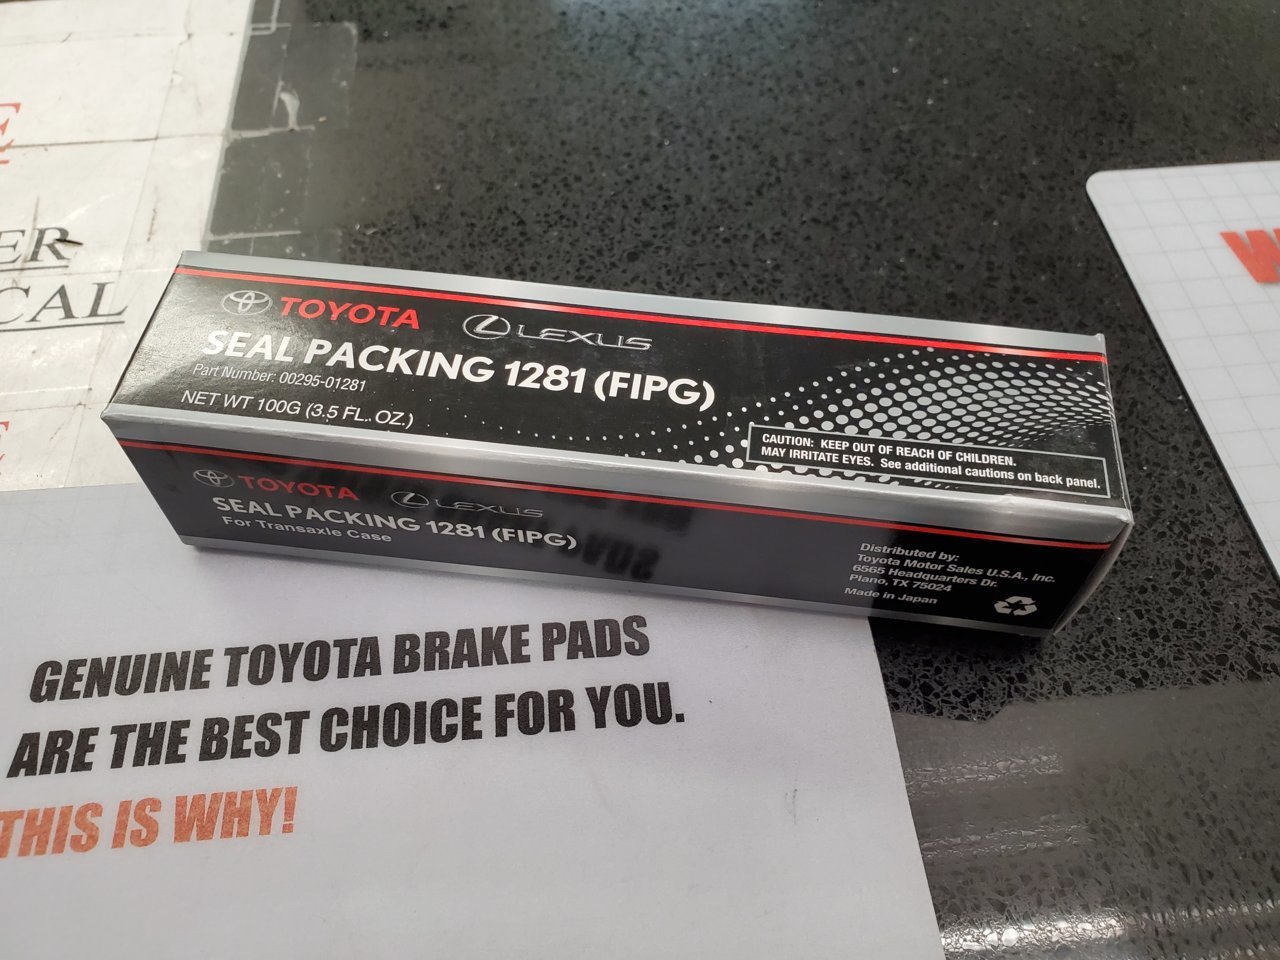 E
ER
CAL
TOYOTA LEXUS
SEAL PACKING 1281 (FIPG)
Part Number: 00295-01281
NET WT 100G (3.5 FL. OZ.)
CAUTION: KEEP OUT OF REACH OF CHILDREN.
MAY IRRITATE EYES. See additional cautions on back panel.
TOYOTA LEXUS
SEAL PACKING 1281 (FIPG)
For Transaxle Case
Distributed by:
Toyota Motor Sales U.S.A., Inc.
6565 Headquarters Dr.
Plano, TX 75024
Made in Japan
GENUINE TOYOTA BRAKE PADS
ARE THE BEST CHOICE FOR YOU.
THIS IS WHY!
W